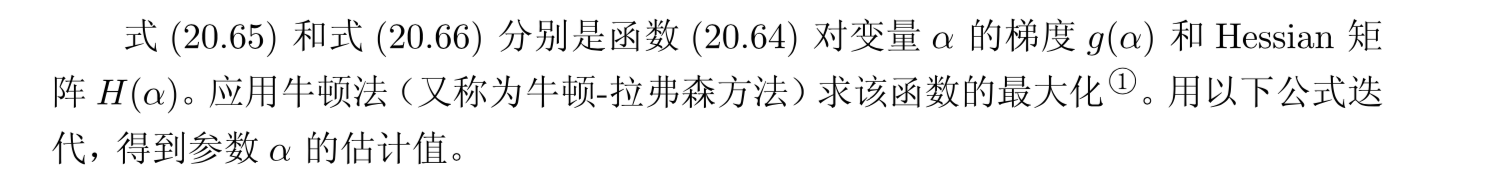 式 (20.65) 和式 (20.66) 分别是函数 (20.64) 对变量 α 的梯度 g(α) 和 Hessian 矩
阵 H(α)。应用牛顿法（又称为牛顿-拉弗森方法）求该函数的最大化①。用以下公式迭
代，得到参数 α 的估计值。